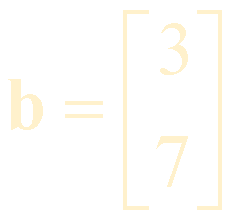 b = [3
7]